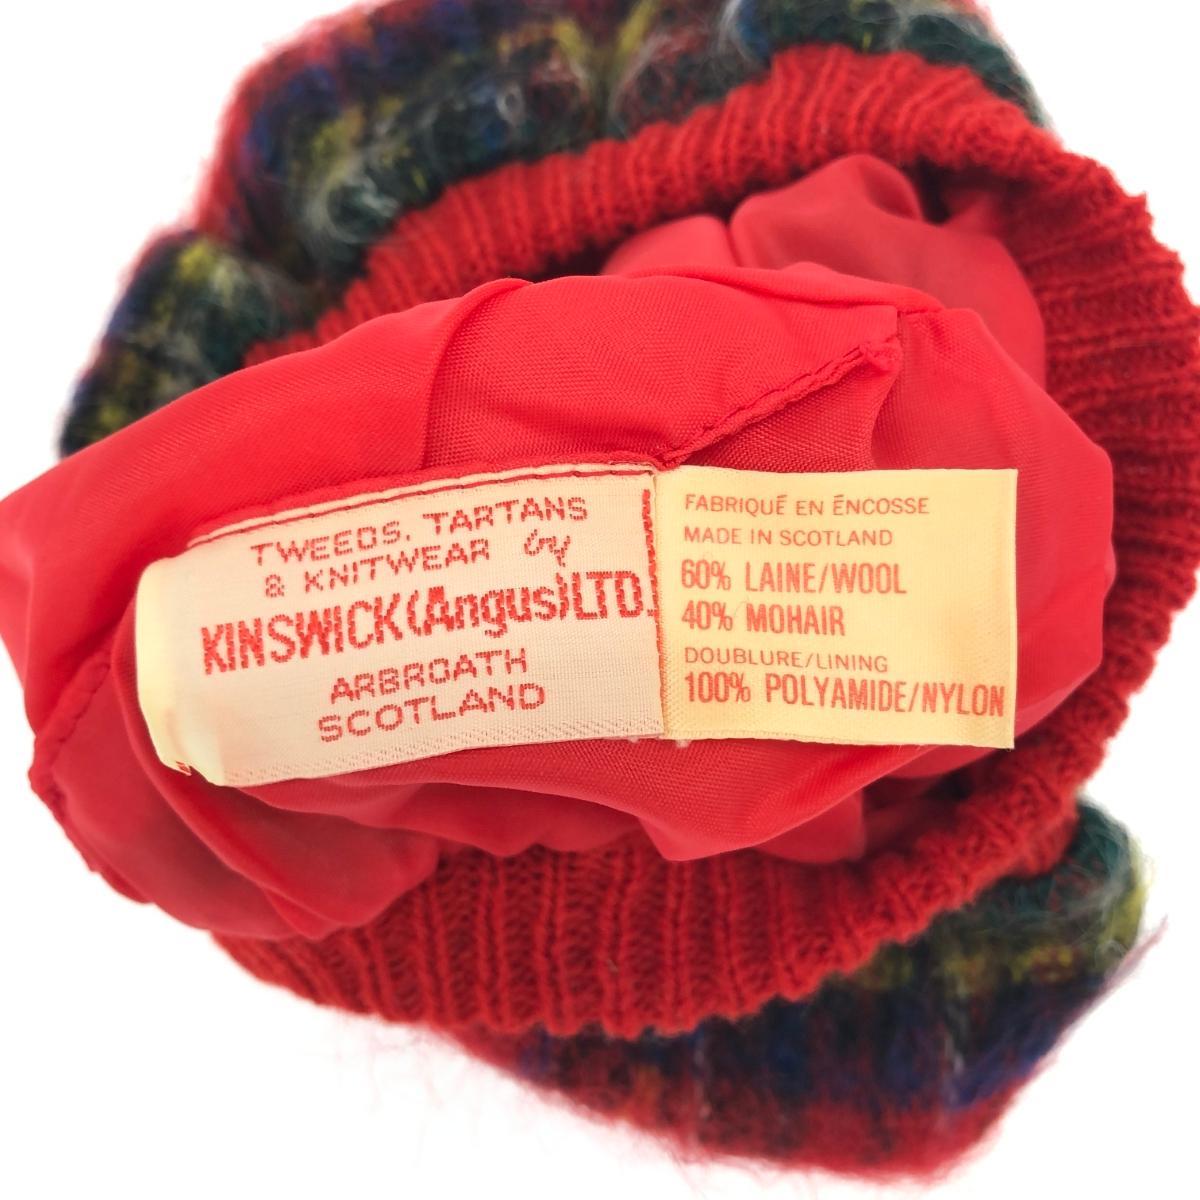 TWEEDS, TARTANS
& KNITWEAR by
KINSWICK (Angus) LTD.
ARBROATH
SCOTLAND
FABRIQUÉ EN ÉNCOSSE
MADE IN SCOTLAND
60% LAINE/WOOL
40% MOHAIR
DOUBLURE/LINING
100% POLYAMIDE/NYLON